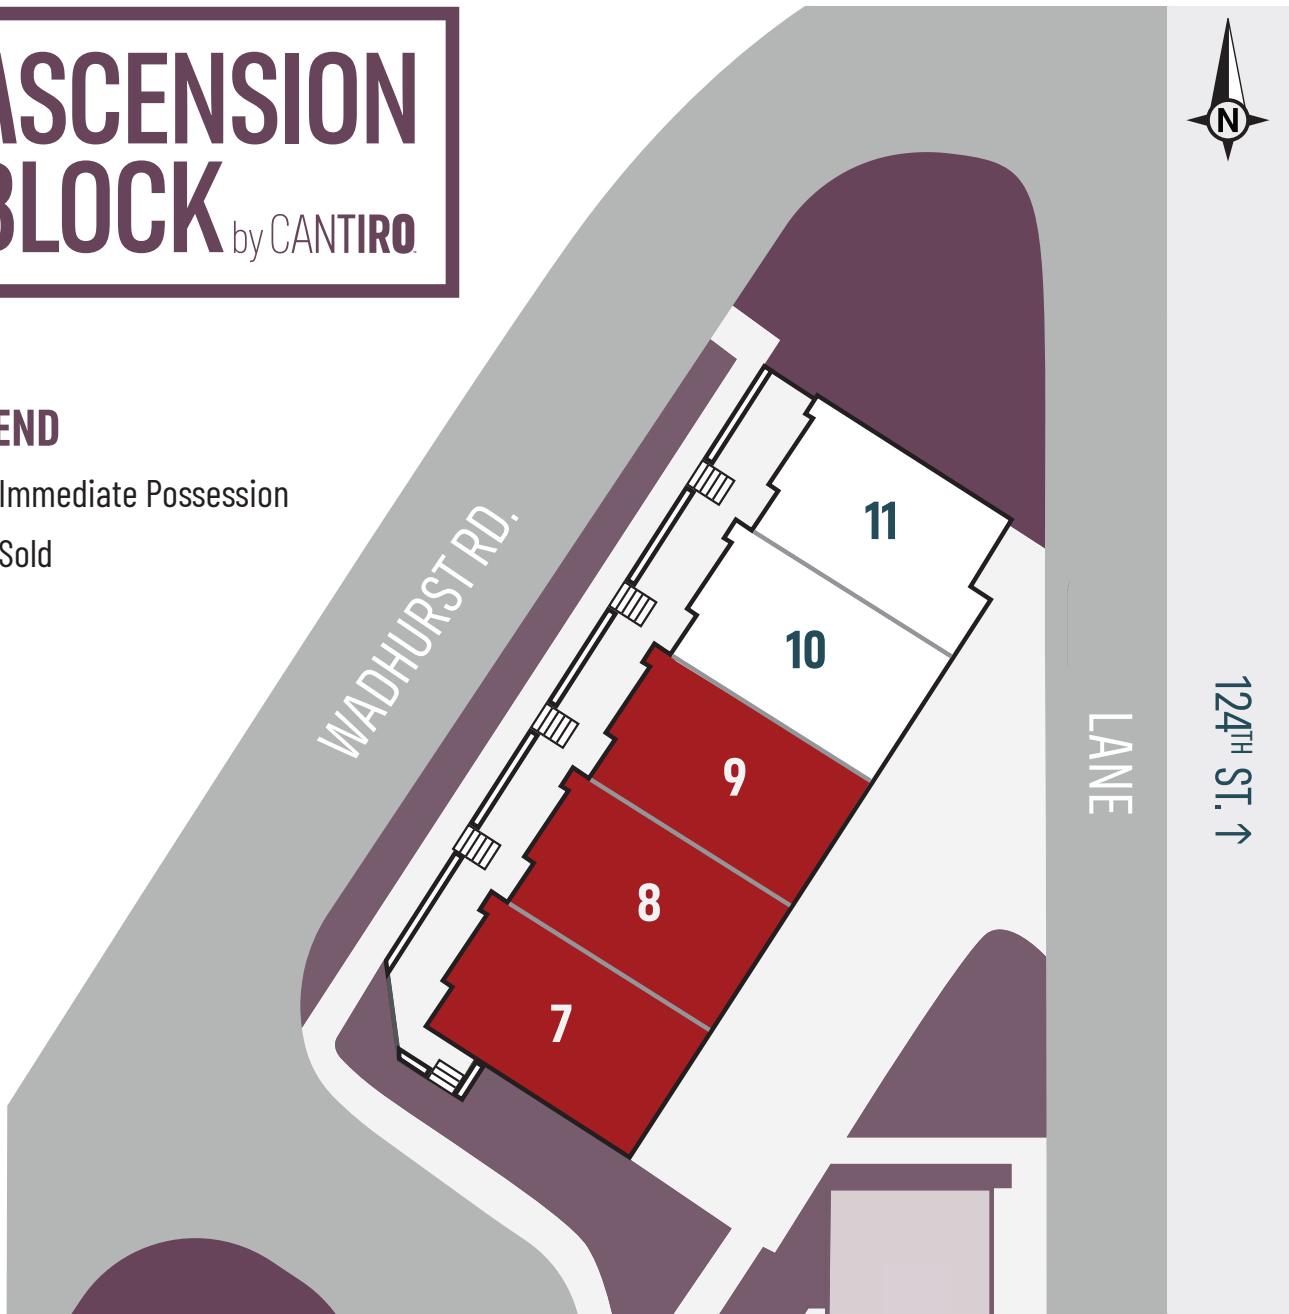 ASCENSION
BLOCK by CANTIRO
END
Immediate Possession
Sold
N
WADHURST RD.
11
10
9
8
7
LANE
124TH ST. →